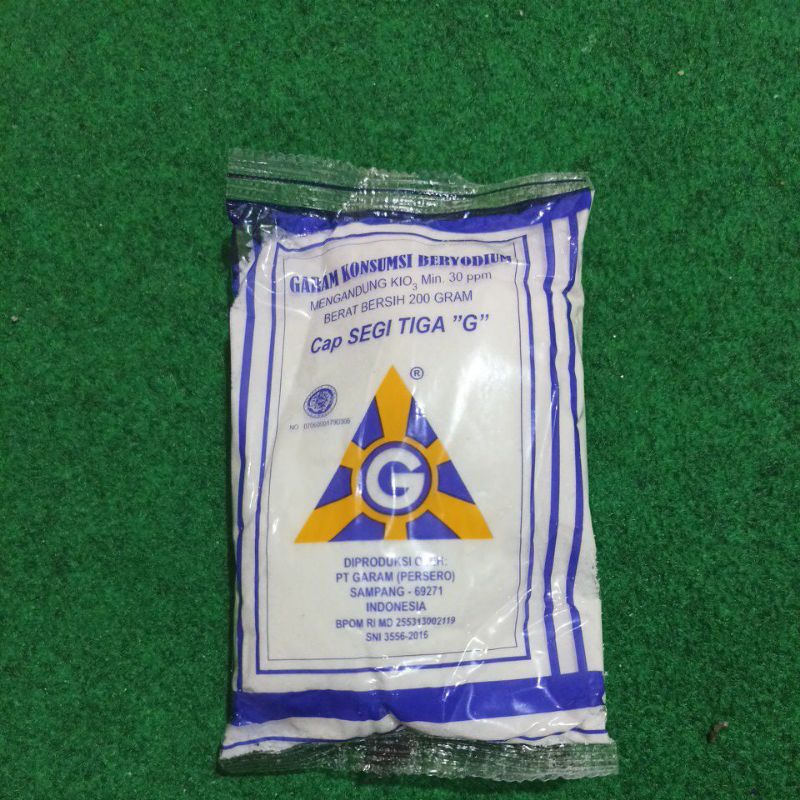 GARAM KONSUMSI BERYODIUM
MENGANDUNG KIO3 Min. 30 ppm
BERAT BERSIH 200 GRAM
Cap SEGI TIGA "G"
®
NO
G
DIPRODUKSI OLEH:
PT GARAM (PERSERO)
SAMPANG - 69271
INDONESIA
BPOM RI MD 255313002119
SNI 3556-2016